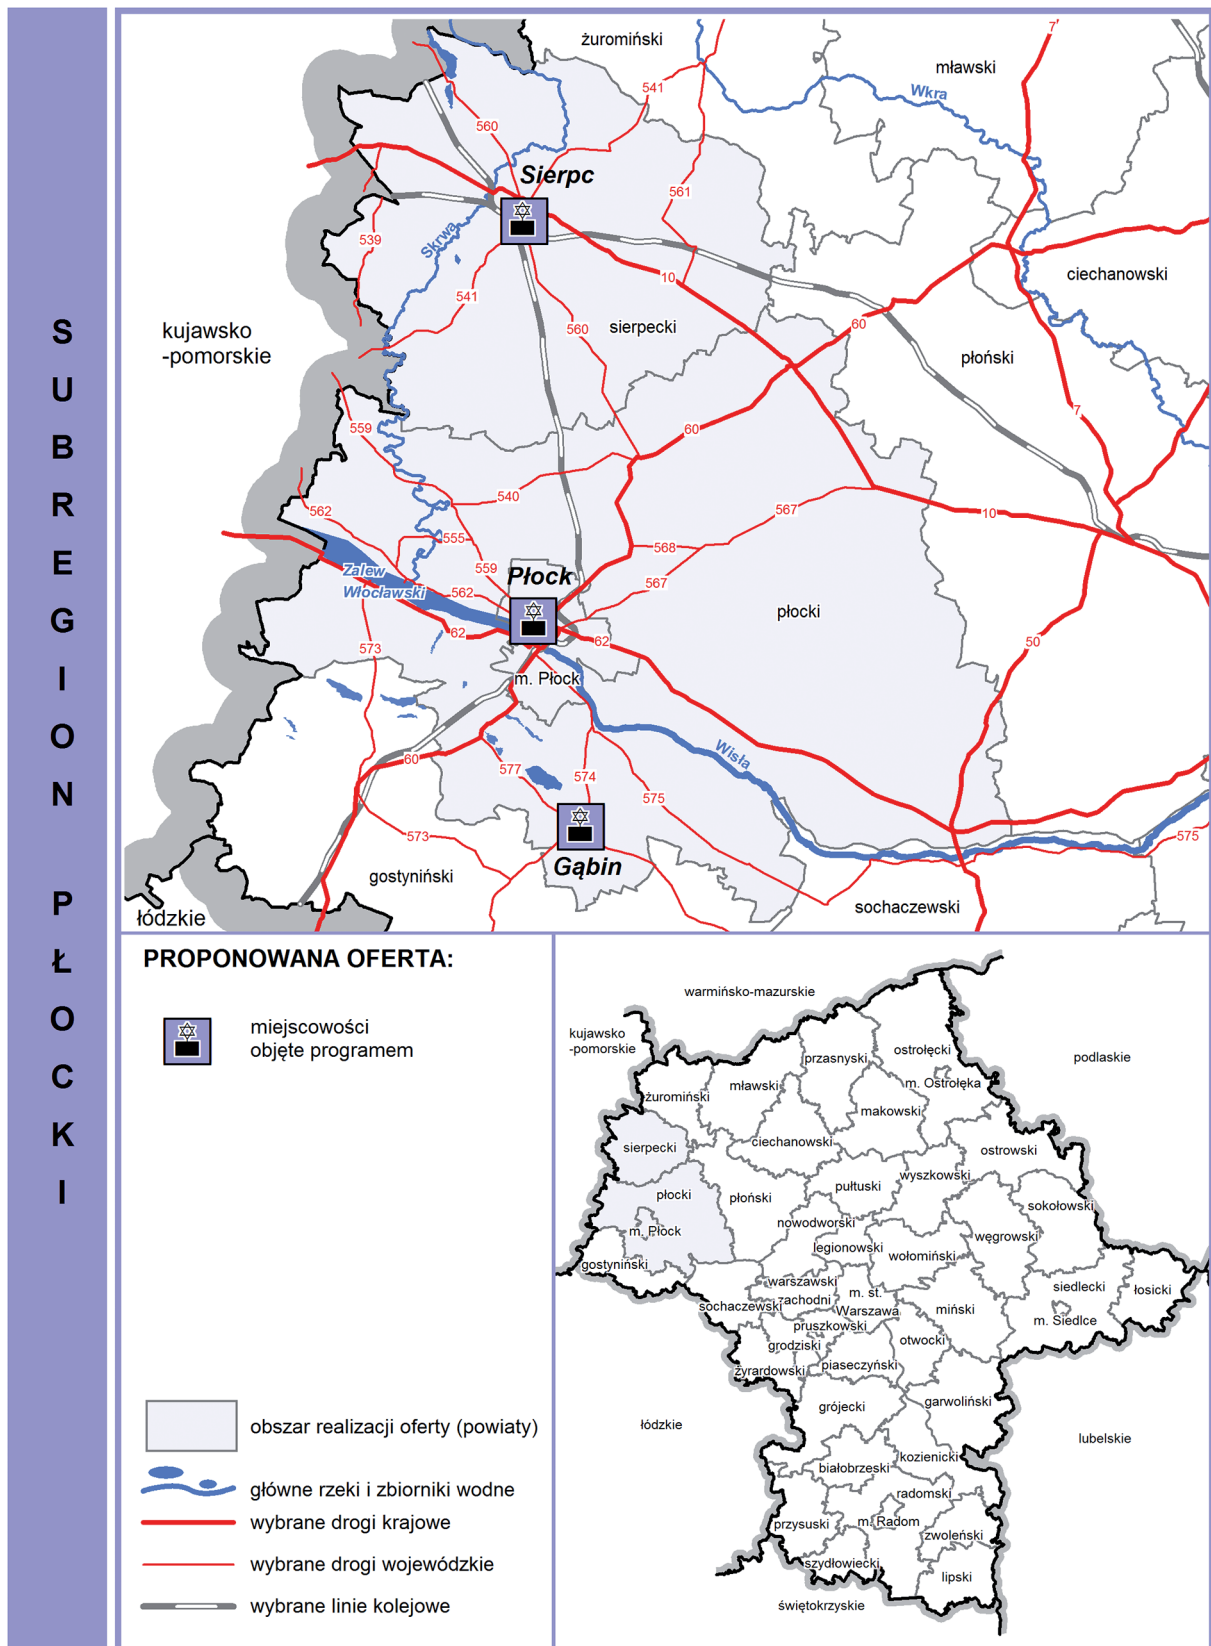 SUBREGION PŁOCKI
żuromiński
mławski
7
541
Wkra
560
Sierpc
561
Skrwa
539
ciechanowski
10
541
560
sierpecki
60
kujawsko
-pomorskie
płoński
7
559
60
540
562
567
10
555
568
559
Zalew
Włocławski
Płock
562
567
płocki
62
62
573
50
m. Płock
Wisła
60
577
574
575
573
575
Gąbin
gostyniński
sochaczewski
łódzkie
PROPONOWANA OFERTA:
miejscowości
objęte programem
obszar realizacji oferty (powiaty)
główne rzeki i zbiorniki wodne
wybrane drogi krajowe
wybrane drogi wojewódzkie
wybrane linie kolejowe
warmińsko-mazurskie
kujawsko
-pomorskie
podlaskie
przasnyski
ostrołęcki
m. Ostrołęka
mławski
żuromiński
makowski
ciechanowski
sierpecki
ostrowski
wyszkowski
pułtuski
płocki
płoński
sokołowski
nowodworski
m. Płock
węgrowski
legionowski
wołomiński
gostyniński
warszawski
zachodni
m. st.
Warszawa
siedlecki
łosicki
sochaczewski
miński
m. Siedlce
pruszkowski
grodziski
otwocki
piaseczyński
żyrardowski
garwoliński
grójecki
łódzkie
lubelskie
kozienicki
białobrzeski
radomski
m. Radom
przysuski
zwoleński
szydłowiecki
lipski
świętokrzyskie